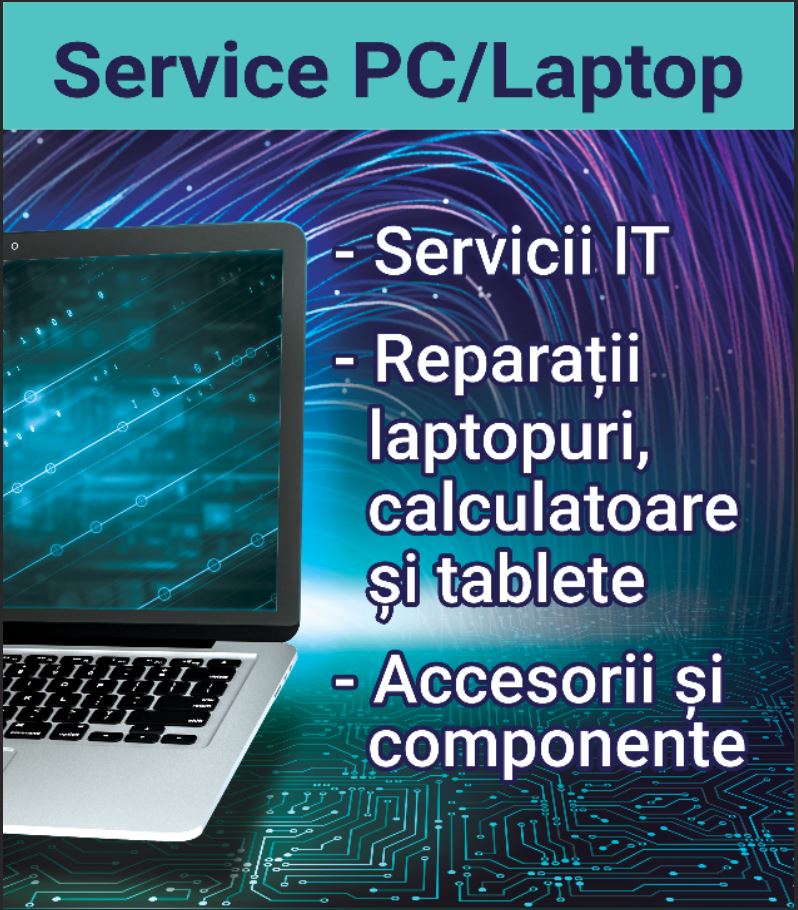 Service PC/Laptop
- Servicii IT
- Reparații
laptopuri,
calculatoare
și tablete
- Accesorii și
componente